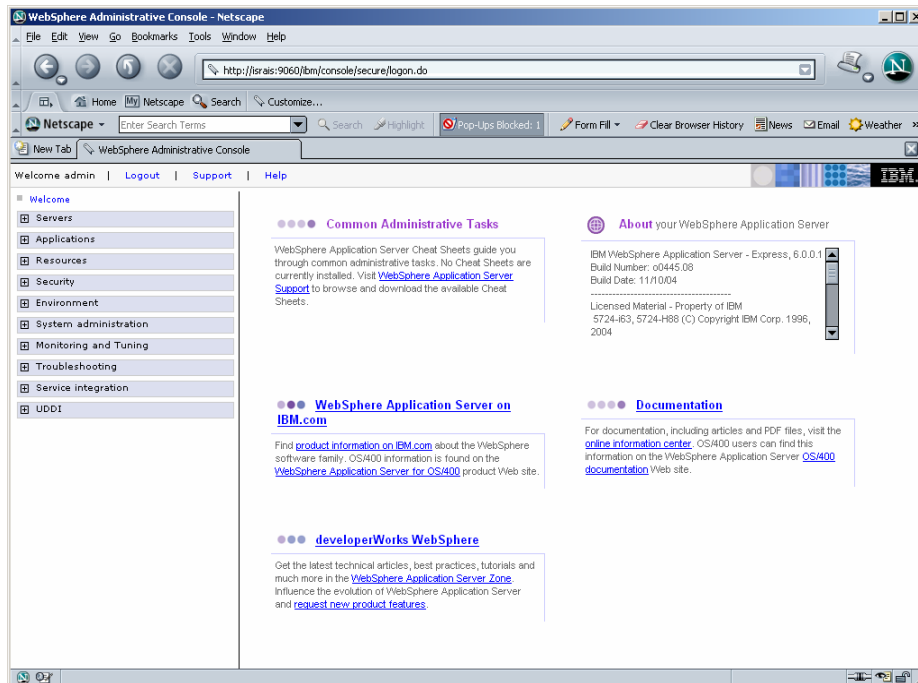 WebSphere Administrative Console - Netscape
File Edit View Go Bookmarks Tools Window Help
http://israis:9060/ibm/console/secure/logon.do
Home My Netscape Search Customize...
Netscape Enter Search Terms Search Highlight Pop-Ups Blocked: 1 Form Fill Clear Browser History News Email Weather »
New Tab WebSphere Administrative Console
Welcome admin | Logout | Support | Help
IBM.
Welcome
Servers
Applications
Resources
Security
Environment
System administration
Monitoring and Tuning
Troubleshooting
Service integration
UDDI
Common Administrative Tasks
WebSphere Application Server Cheat Sheets guide you
through common administrative tasks. No Cheat Sheets are
currently installed. Visit WebSphere Application Server
Support to browse and download the available Cheat
Sheets.
About your WebSphere Application Server
IBM WebSphere Application Server - Express, 6.0.0.1
Build Number: o0445.08
Build Date: 11/10/04
----------------------------------------
Licensed Material - Property of IBM
5724-i63, 5724-H88 (C) Copyright IBM Corp. 1996,
2004
WebSphere Application Server on
IBM.com
Find product information on IBM.com about the WebSphere
software family. OS/400 information is found on the
WebSphere Application Server for OS/400 product Web site.
Documentation
For documentation, including articles and PDF files, visit the
online information center. OS/400 users can find this
information on the WebSphere Application Server OS/400
documentation Web site.
developerWorks WebSphere
Get the latest technical articles, best practices, tutorials and
much more in the WebSphere Application Server Zone.
Influence the evolution of WebSphere Application Server
and request new product features.